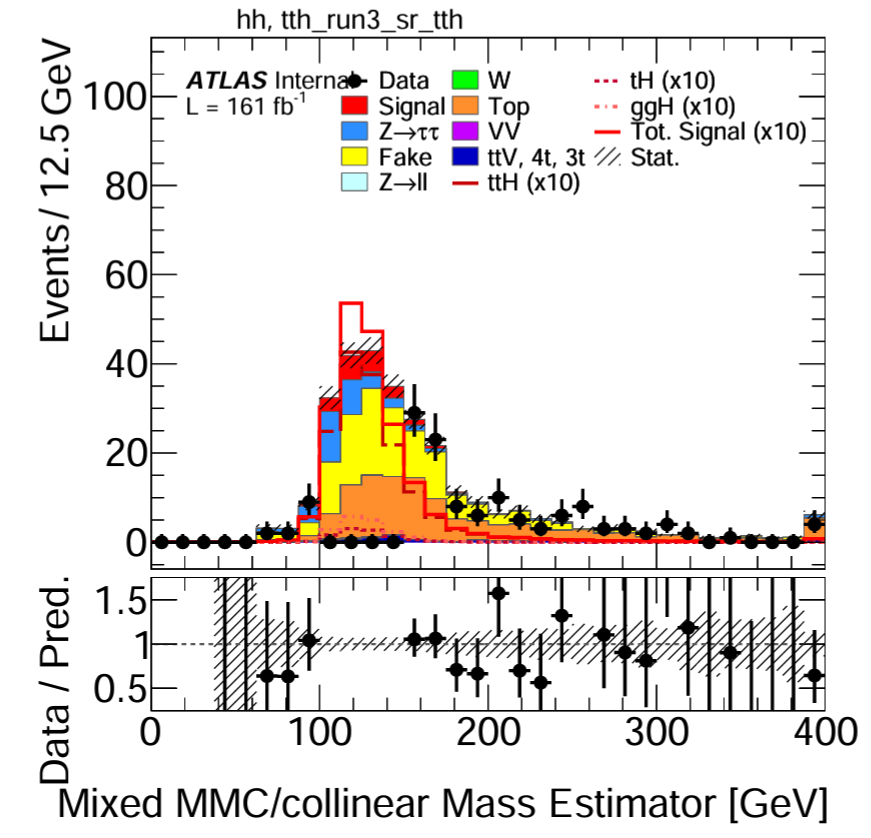 hh, tth_run3_sr_tth
Events/ 12.5 GeV
100
80
60
40
20
0
ATLAS Interna
L = 161 fb-1
Data
Signal
Z→ττ
Fake
Z→ll
W
Top
VV
ttV, 4t, 3t
ttH (x10)
tH (x10)
ggH (x10)
Tot. Signal (x10)
Stat.
Data / Pred.
1.5
1
0.5
0 100 200 300 400
Mixed MMC/collinear Mass Estimator [GeV]